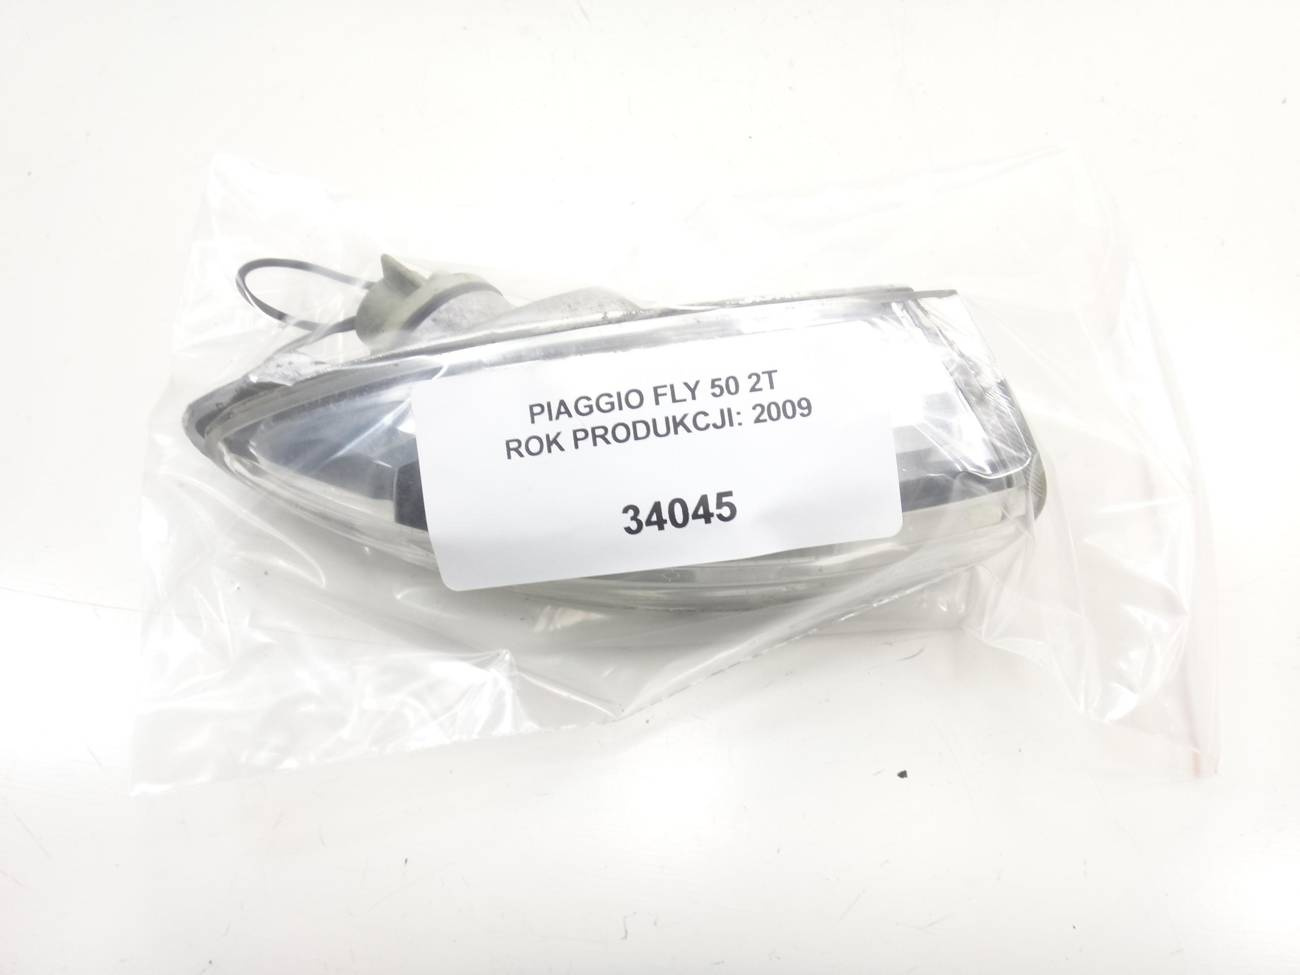 PIAGGIO FLY 50 2T
ROK PRODUKCJI: 2009
34045